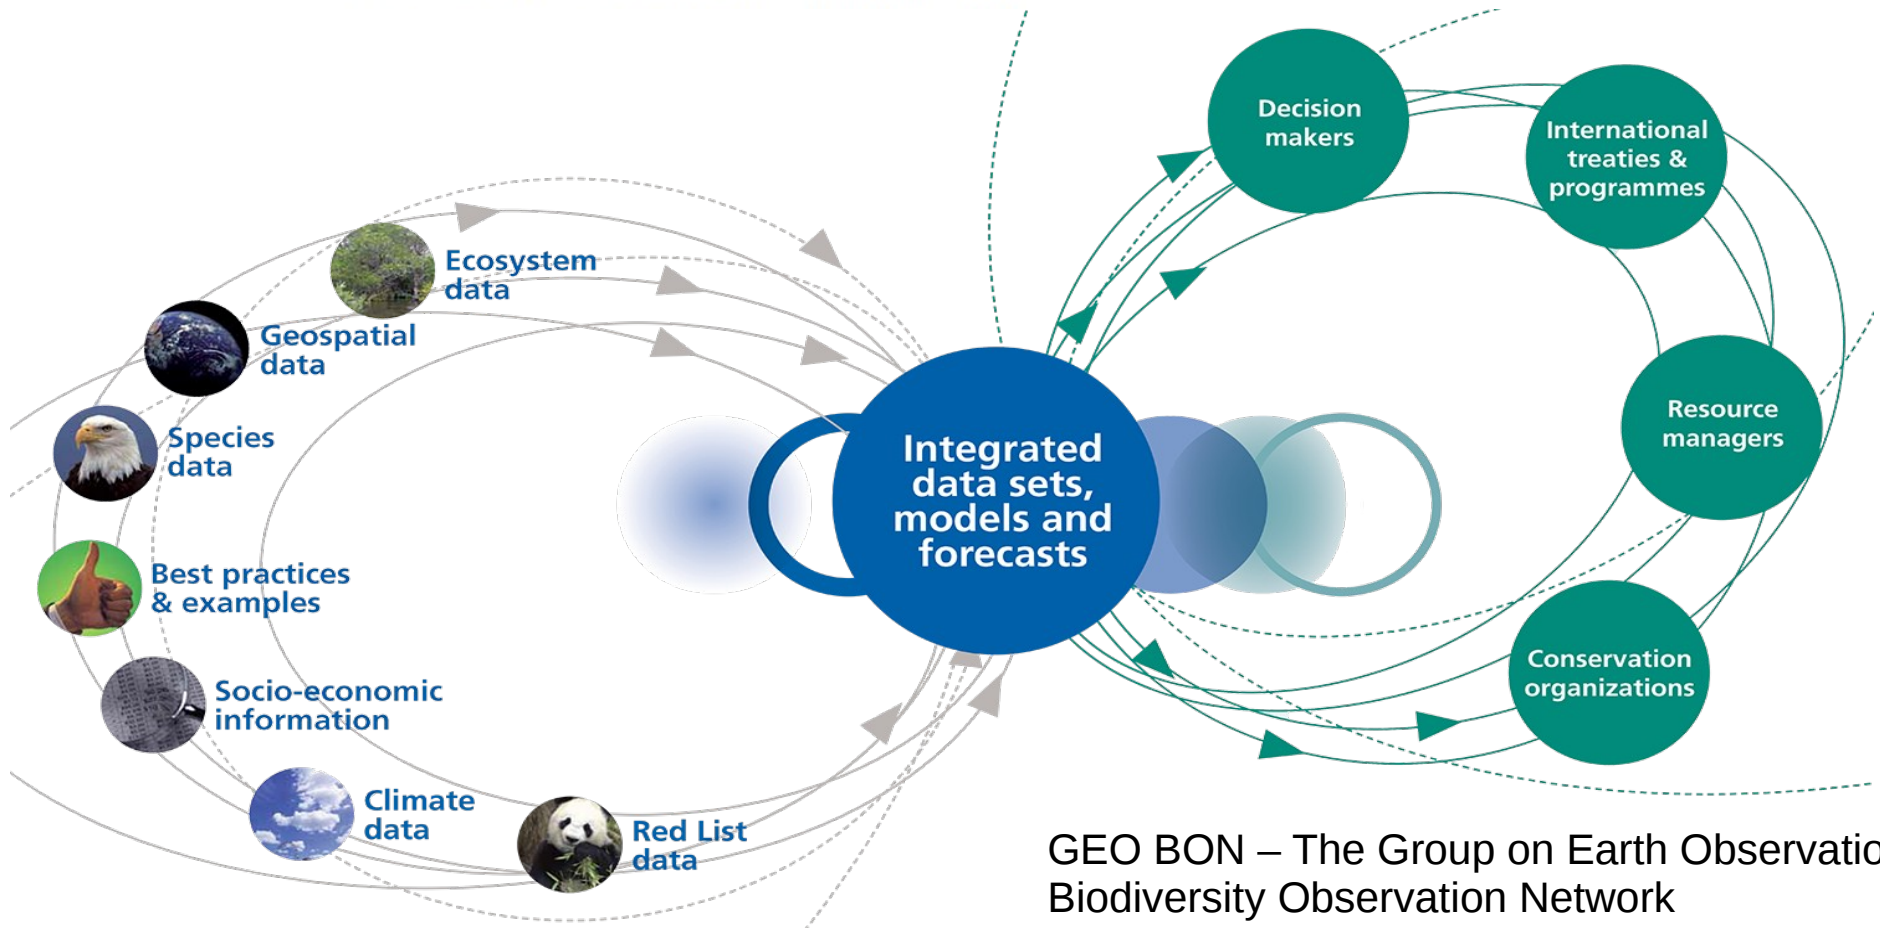 Decision
makers
International
treaties &
programmes
Ecosystem
data
Geospatial
data
Species
data
Resource
managers
Integrated
data sets,
models and
forecasts
Best practices
& examples
Socio-economic
information
Conservation
organizations
Climate
data
Red List
data
GEO BON – The Group on Earth Observatio
Biodiversity Observation Network